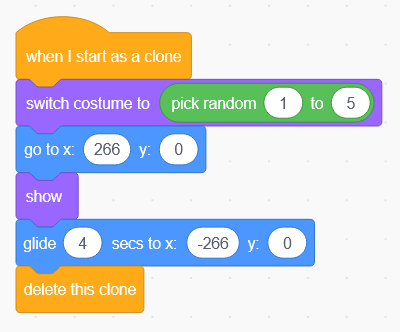 when I start as a clone
switch costume to pick random 1 to 5
go to x: 266 y: 0
show
glide 4 secs to x: -266 y: 0
delete this clone